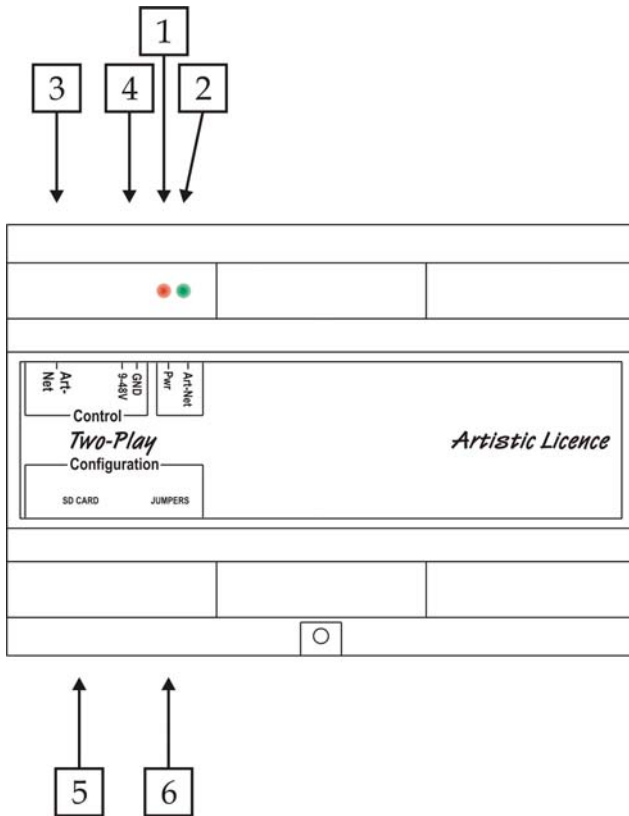 1
3 4 2
Art-
Net
GND
9-48V
Pwr
Art-Net
Control
Two-Play
Artistic Licence
Configuration
SD CARD JUMPERS
5 6